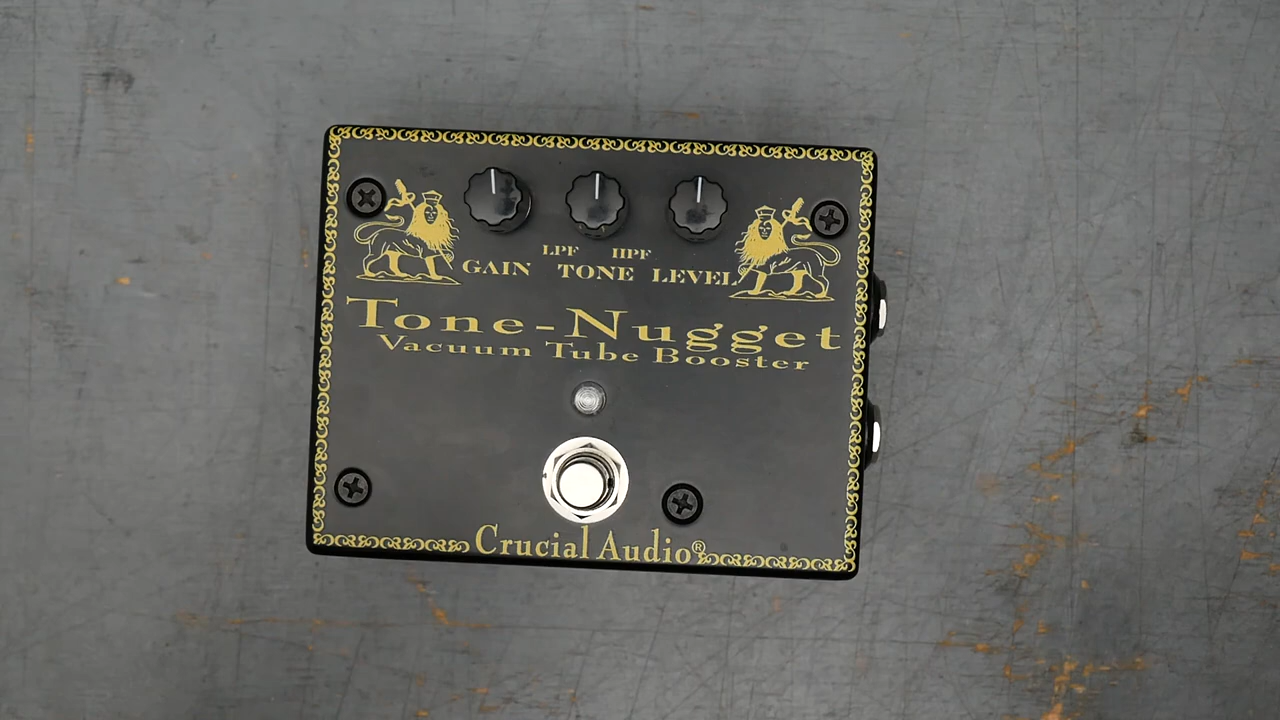 LPF HPF
GAIN TONE LEVEL
Tone-Nugget
Vacuum Tube Booster
Crucial Audio®